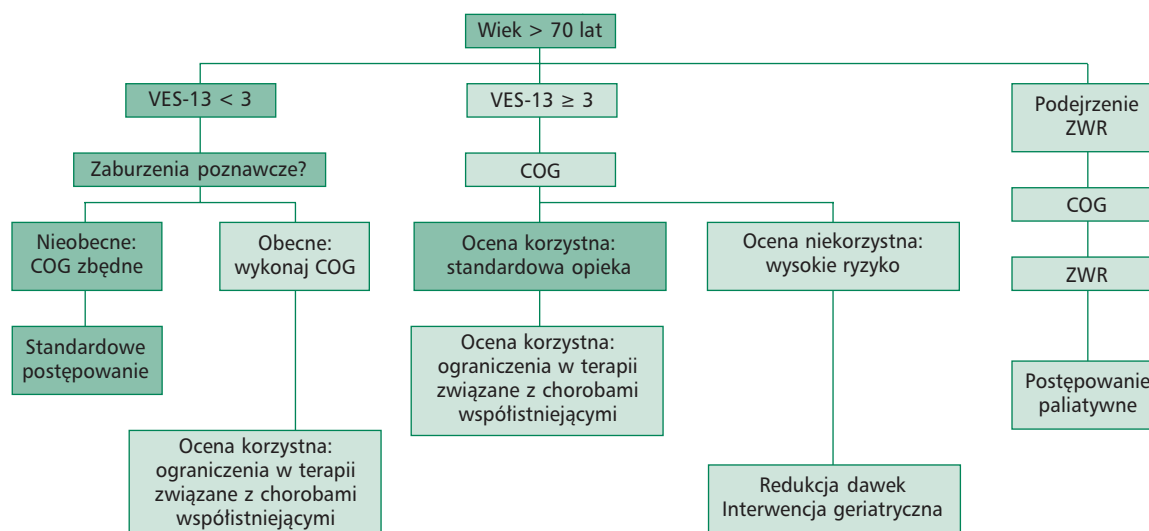 Wiek > 70 lat
VES-13 < 3
VES-13 ≥ 3
Podejrzenie
ZWR
Zaburzenia poznawcze?
COG
COG
Nieobecne:
COG zbędne
Obecne:
wykonaj COG
Ocena korzystna:
standardowa opieka
Ocena niekorzystna:
wysokie ryzyko
ZWR
Standardowe
postępowanie
Ocena korzystna:
ograniczenia w terapii
związane z chorobami
współistniejącymi
Postępowanie
paliatywne
Ocena korzystna:
ograniczenia w terapii
związane z chorobami
współistniejącymi
Redukcja dawek
Interwencja geriatryczna